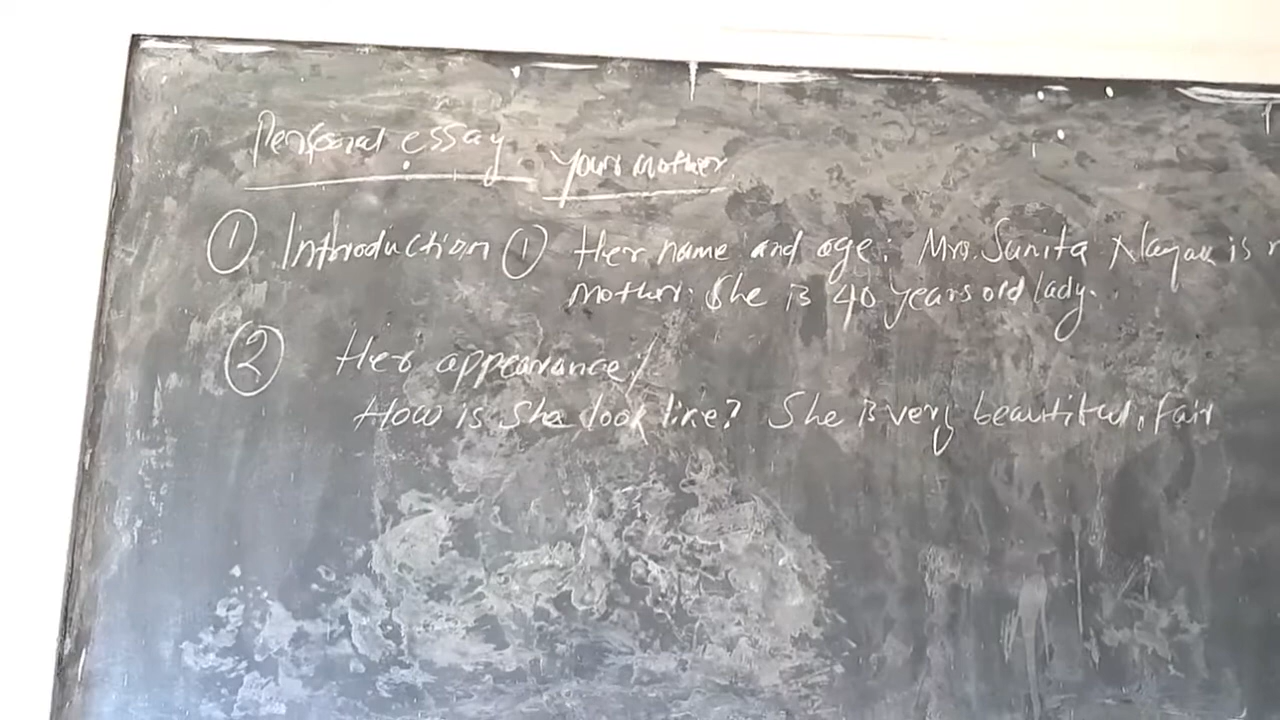 Personal essay Your mother
① Introduction ① Her name and age: Mrs. Sunita Nayak is
mother. She is 40 years old lady.
② Her appearance/
How is she look like? She is very beautiful, fair